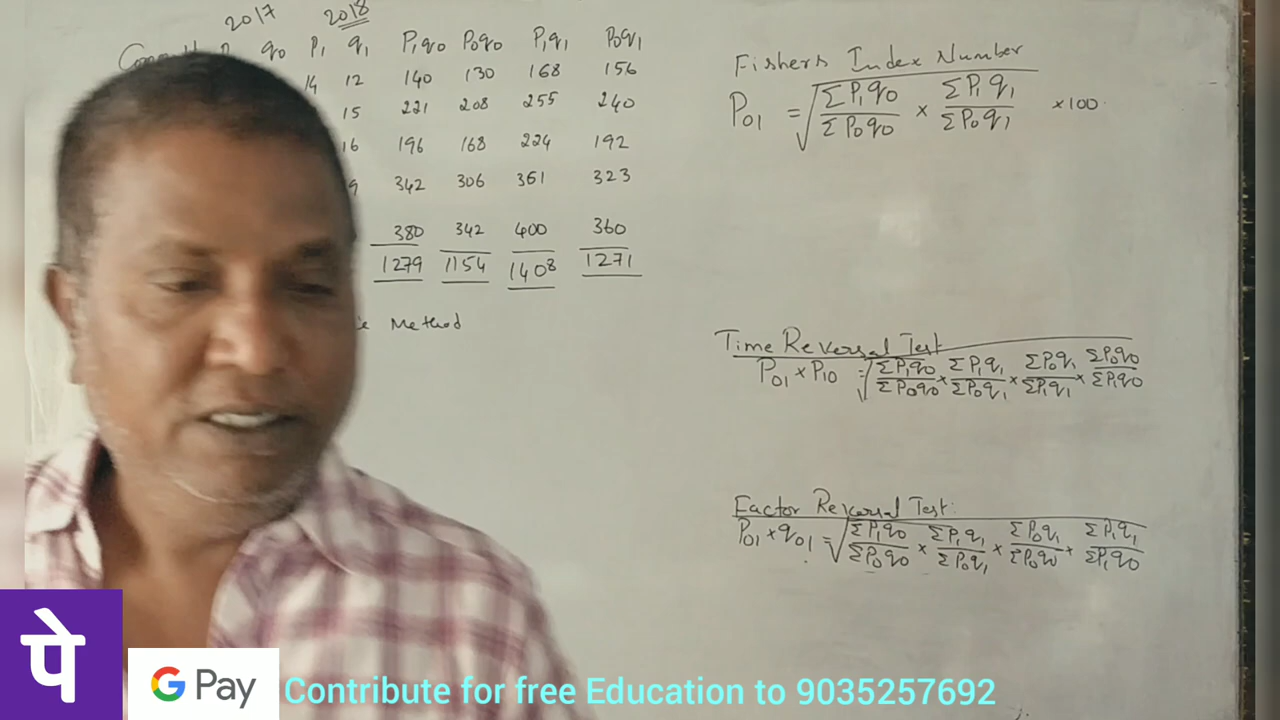 2017 2018
q0 P1 q1 P1q0 P0q0 P1q1 P0q1
14 12 140 130 168 156
15 221 208 255 240
16 196 168 224 192
9 342 306 361 323
380 342 400 360
1279 1154 1408 1271
Method
Fishers Index Number
P01 = √ΣP1q0/ΣP0q0 × ΣP1q1/ΣP0q1 ×100
Time Reversal Test
P01 × P10 = √ΣP1q0/ΣP0q0 × ΣP1q1/ΣP0q1 × ΣP0q1/ΣP1q1 × ΣP0q0/ΣP1q0
Factor Reversal Test:
P01 × q01 = √ΣP1q0/ΣP0q0 × ΣP1q1/ΣP0q1 × ΣP0q1/ΣP0q0 × ΣP1q1/ΣP1q0
पे
G Pay
Contribute for free Education to 9035257692